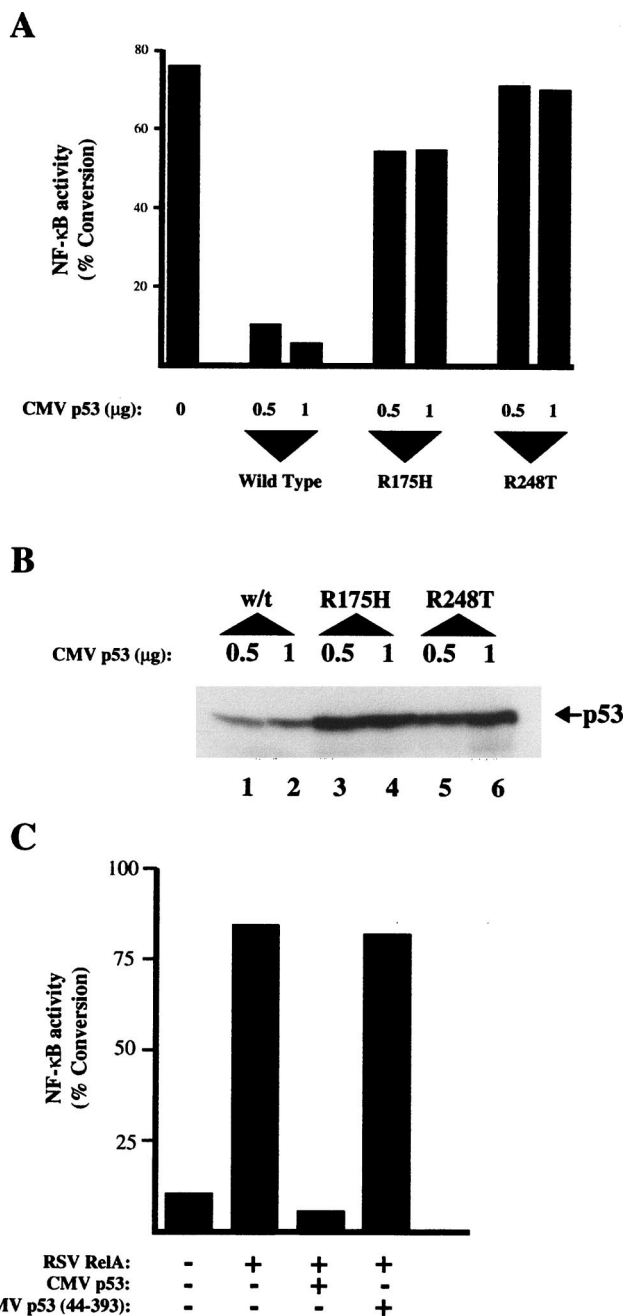 A
80
60
40
20
NF-κB activity
(% Conversion)
CMV p53 (μg): 0 0.5 1 0.5 1 0.5 1
Wild Type R175H R248T
B
w/t R175H R248T
CMV p53 (μg): 0.5 1 0.5 1 0.5 1
←p53
1 2 3 4 5 6
C
100
75
50
25
NF-κB activity
(% Conversion)
RSV RelA: - + + +
CMV p53: - - + -
MV p53 (44-393): - - - +